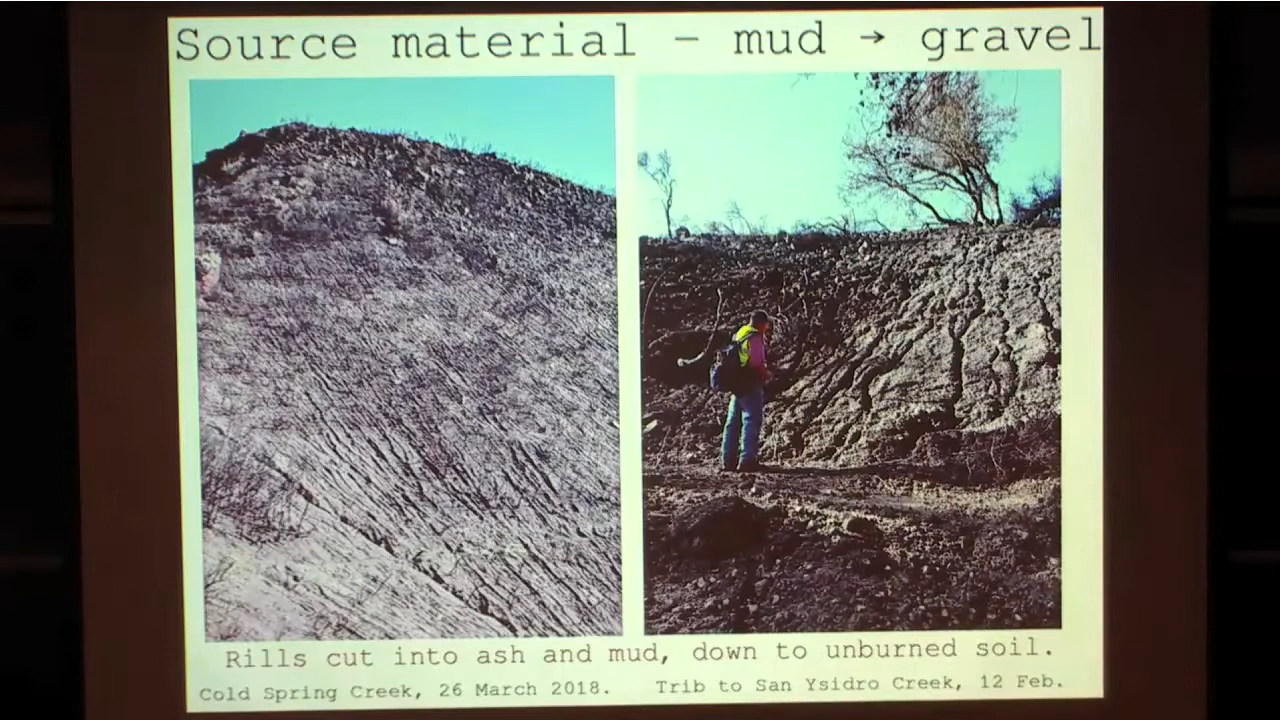 Source material – mud → gravel
Rills cut into ash and mud, down to unburned soil.
Cold Spring Creek, 26 March 2018. Trib to San Ysidro Creek, 12 Feb.